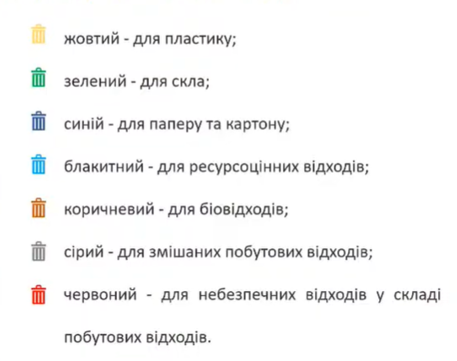 жовтий - для пластику;
зелений - для скла;
синій - для паперу та картону;
блакитний - для ресурсоцінних відходів;
коричневий - для біовідходів;
сірий - для змішаних побутових відходів;
червоний - для небезпечних відходів у складі
побутових відходів.